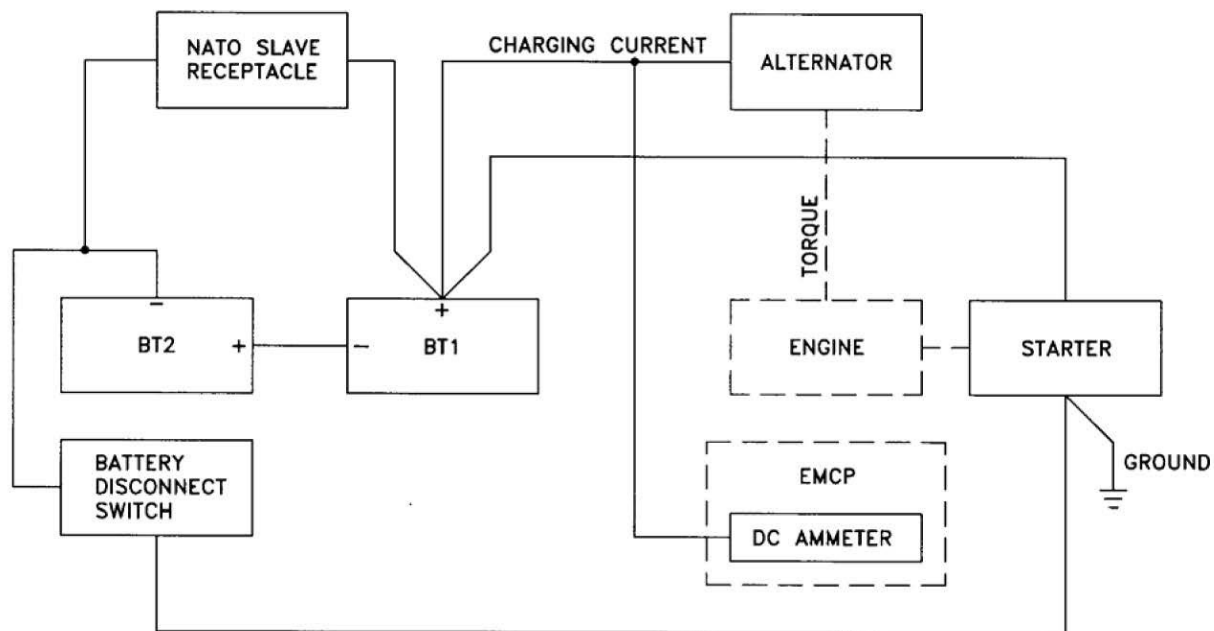 NATO SLAVE
RECEPTACLE
CHARGING CURRENT
ALTERNATOR
TORQUE
-
BT2
+
-
+
BT1
ENGINE
STARTER
BATTERY
DISCONNECT
SWITCH
EMCP
DC AMMETER
GROUND